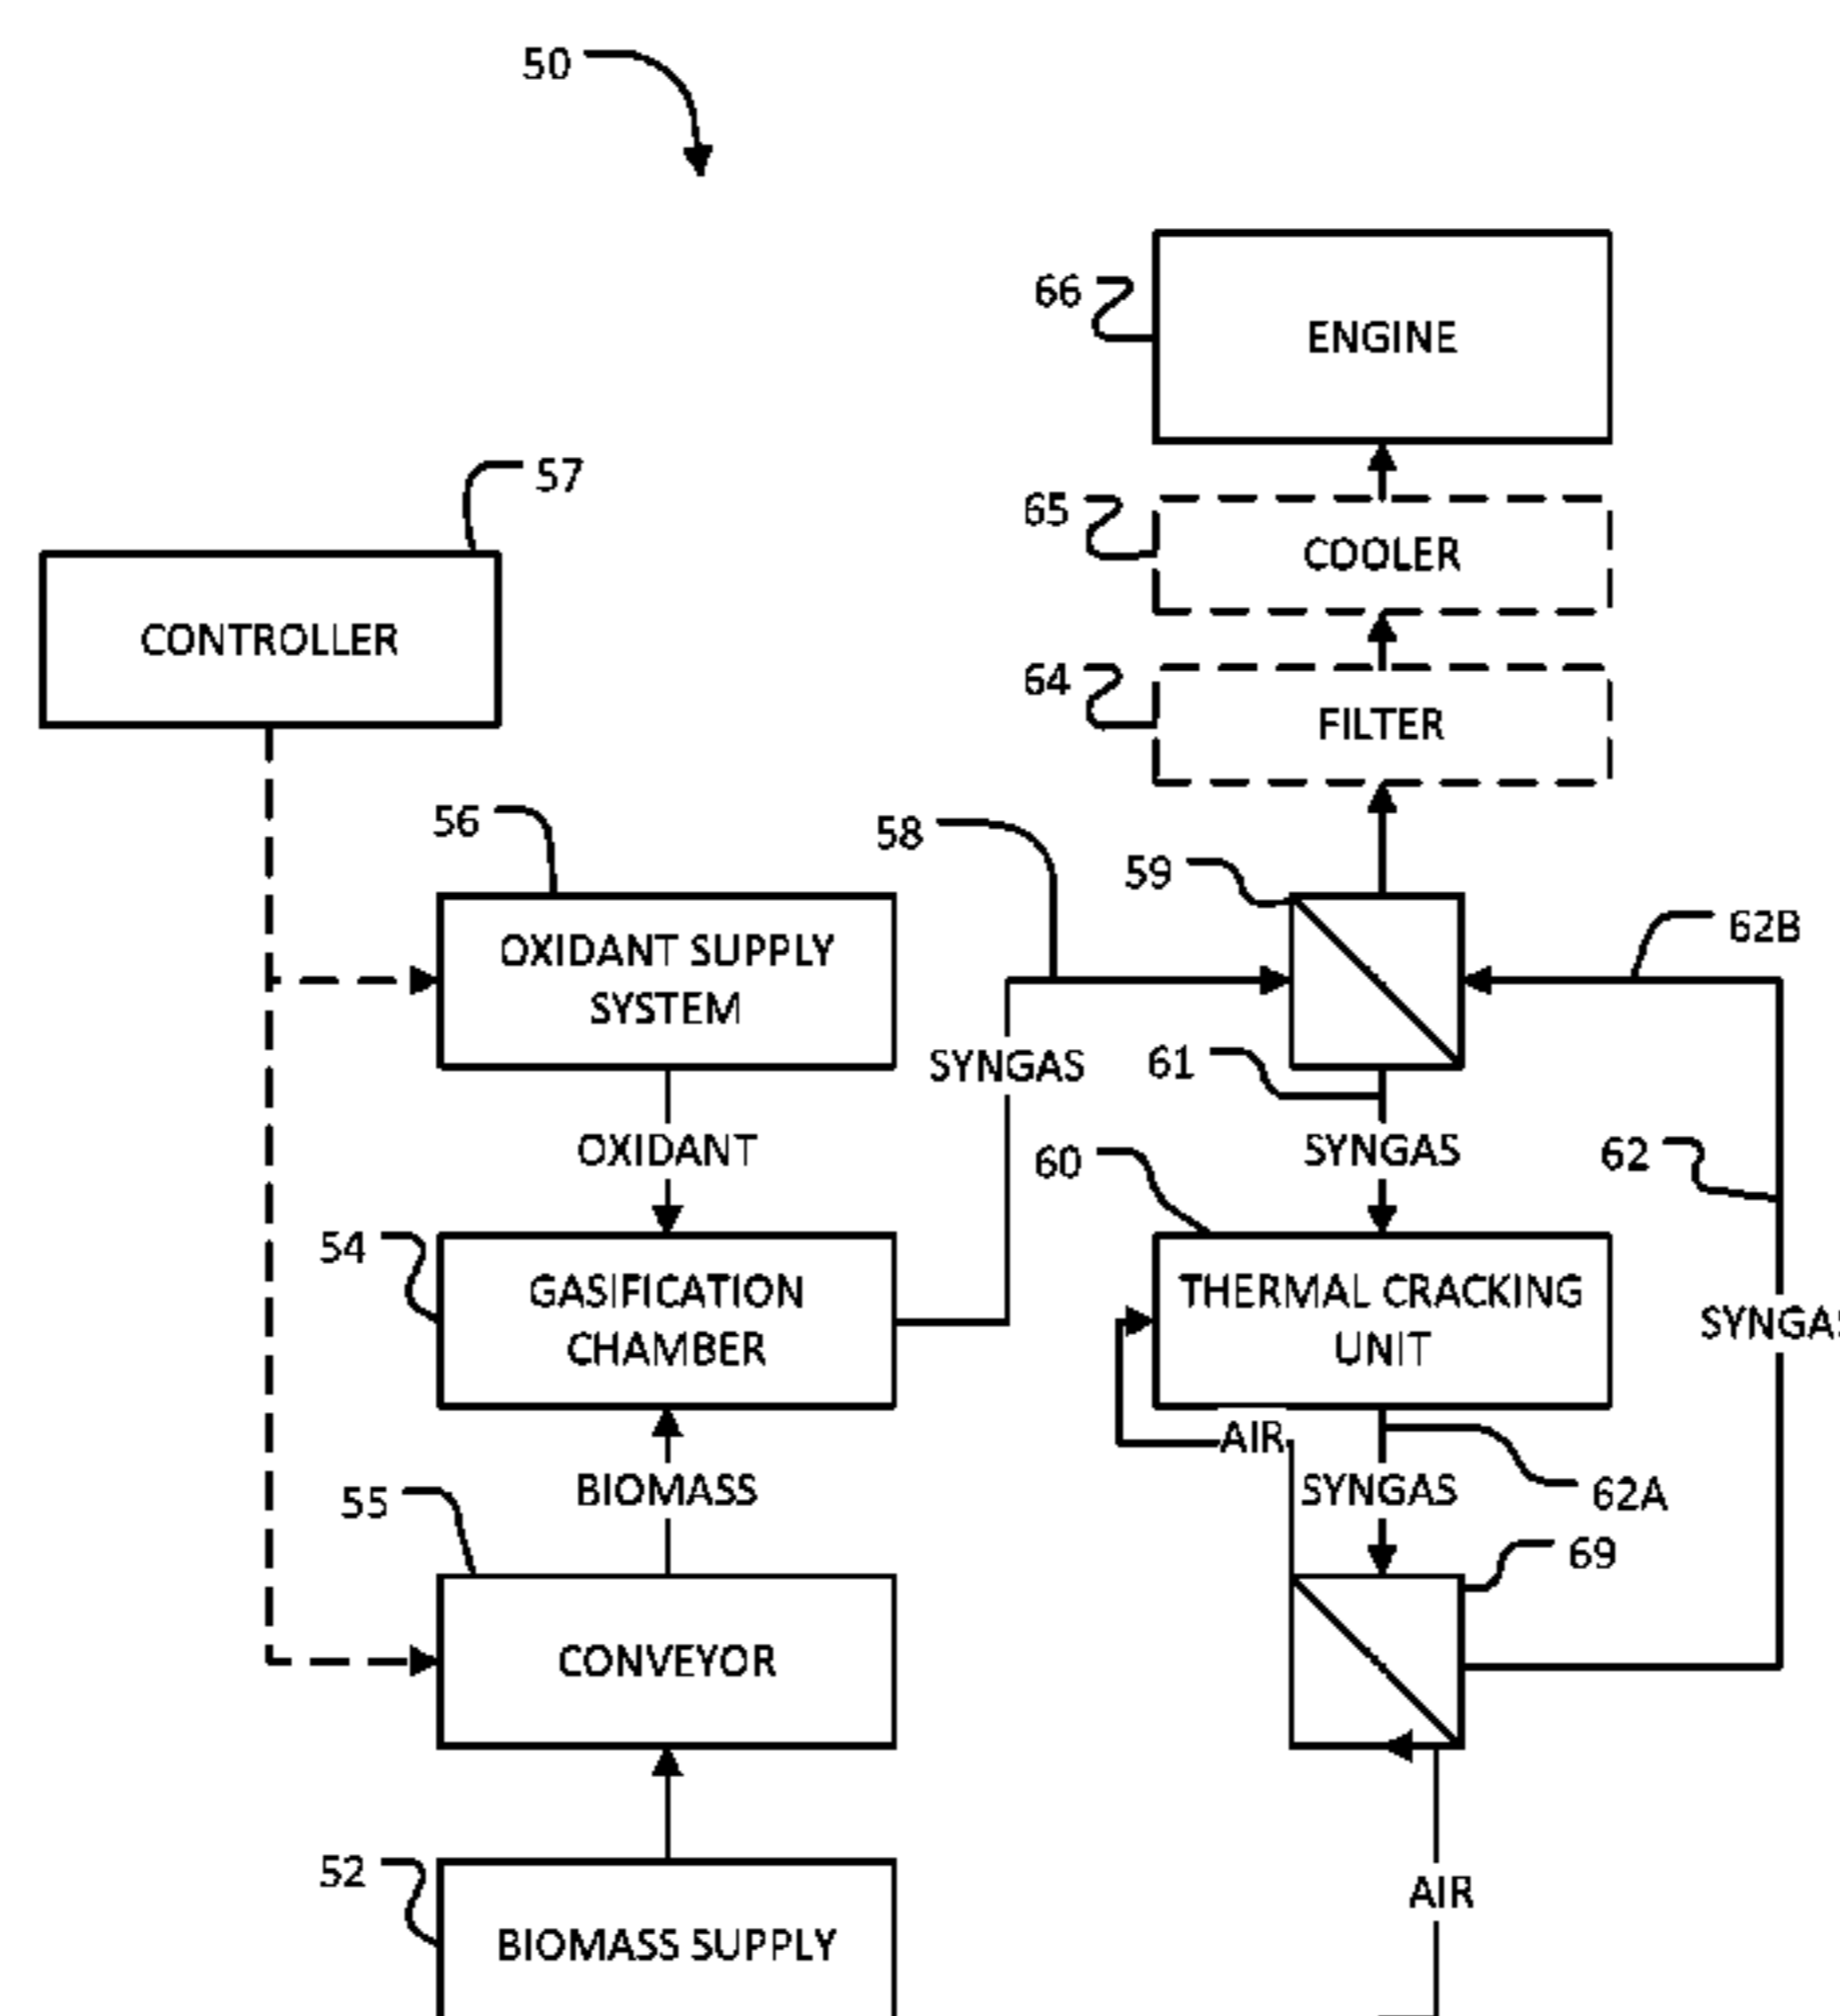 50
66
ENGINE
57
65
COOLER
CONTROLLER
64
FILTER
56
58
59
62B
OXIDANT SUPPLY
SYSTEM
SYNGAS
61
OXIDANT
60
SYNGAS
62
54
GASIFICATION
CHAMBER
THERMAL CRACKING
UNIT
SYNGAS
AIR
55
BIOMASS
SYNGAS
62A
69
CONVEYOR
52
AIR
BIOMASS SUPPLY